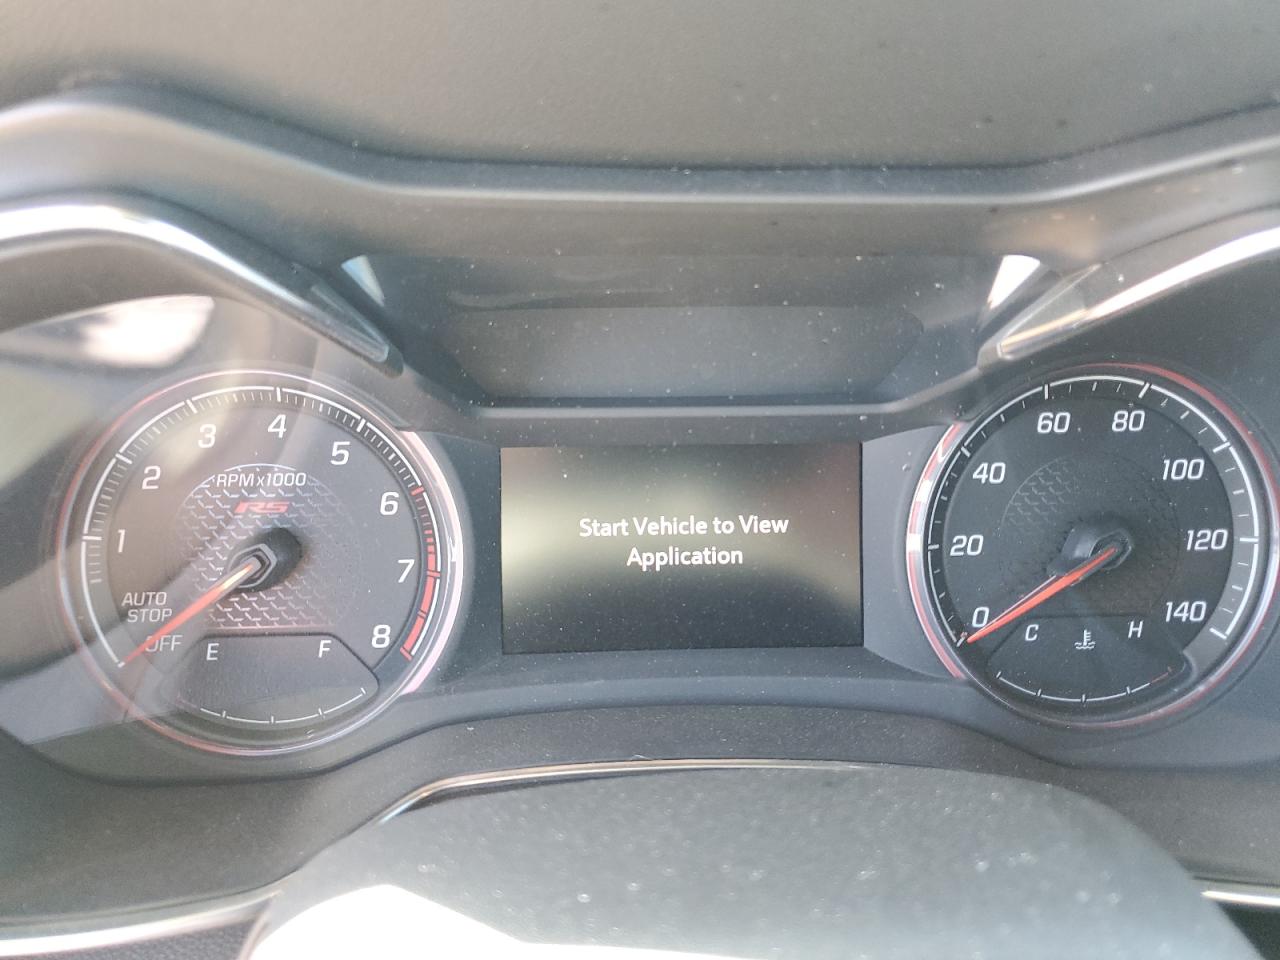 4
3
5
2
RPMx1000
RS
6
1
7
AUTO
STOP
OFF
8
E
F
Start Vehicle to View
Application
60
80
40
100
20
120
0
140
C
H